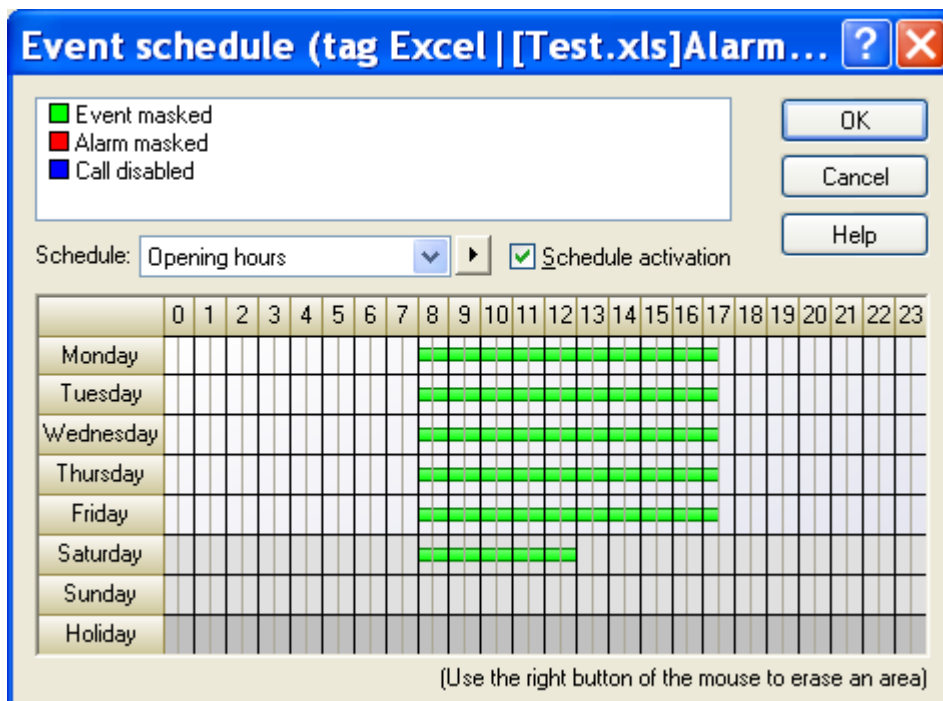 Event schedule (tag Excel|[Test.xls]Alarm...
Event masked
Alarm masked
Call disabled
OK
Cancel
Help
Schedule: Opening hours Schedule activation
0 1 2 3 4 5 6 7 8 9 10 11 12 13 14 15 16 17 18 19 20 21 22 23
Monday
Tuesday
Wednesday
Thursday
Friday
Saturday
Sunday
Holiday
(Use the right button of the mouse to erase an area)